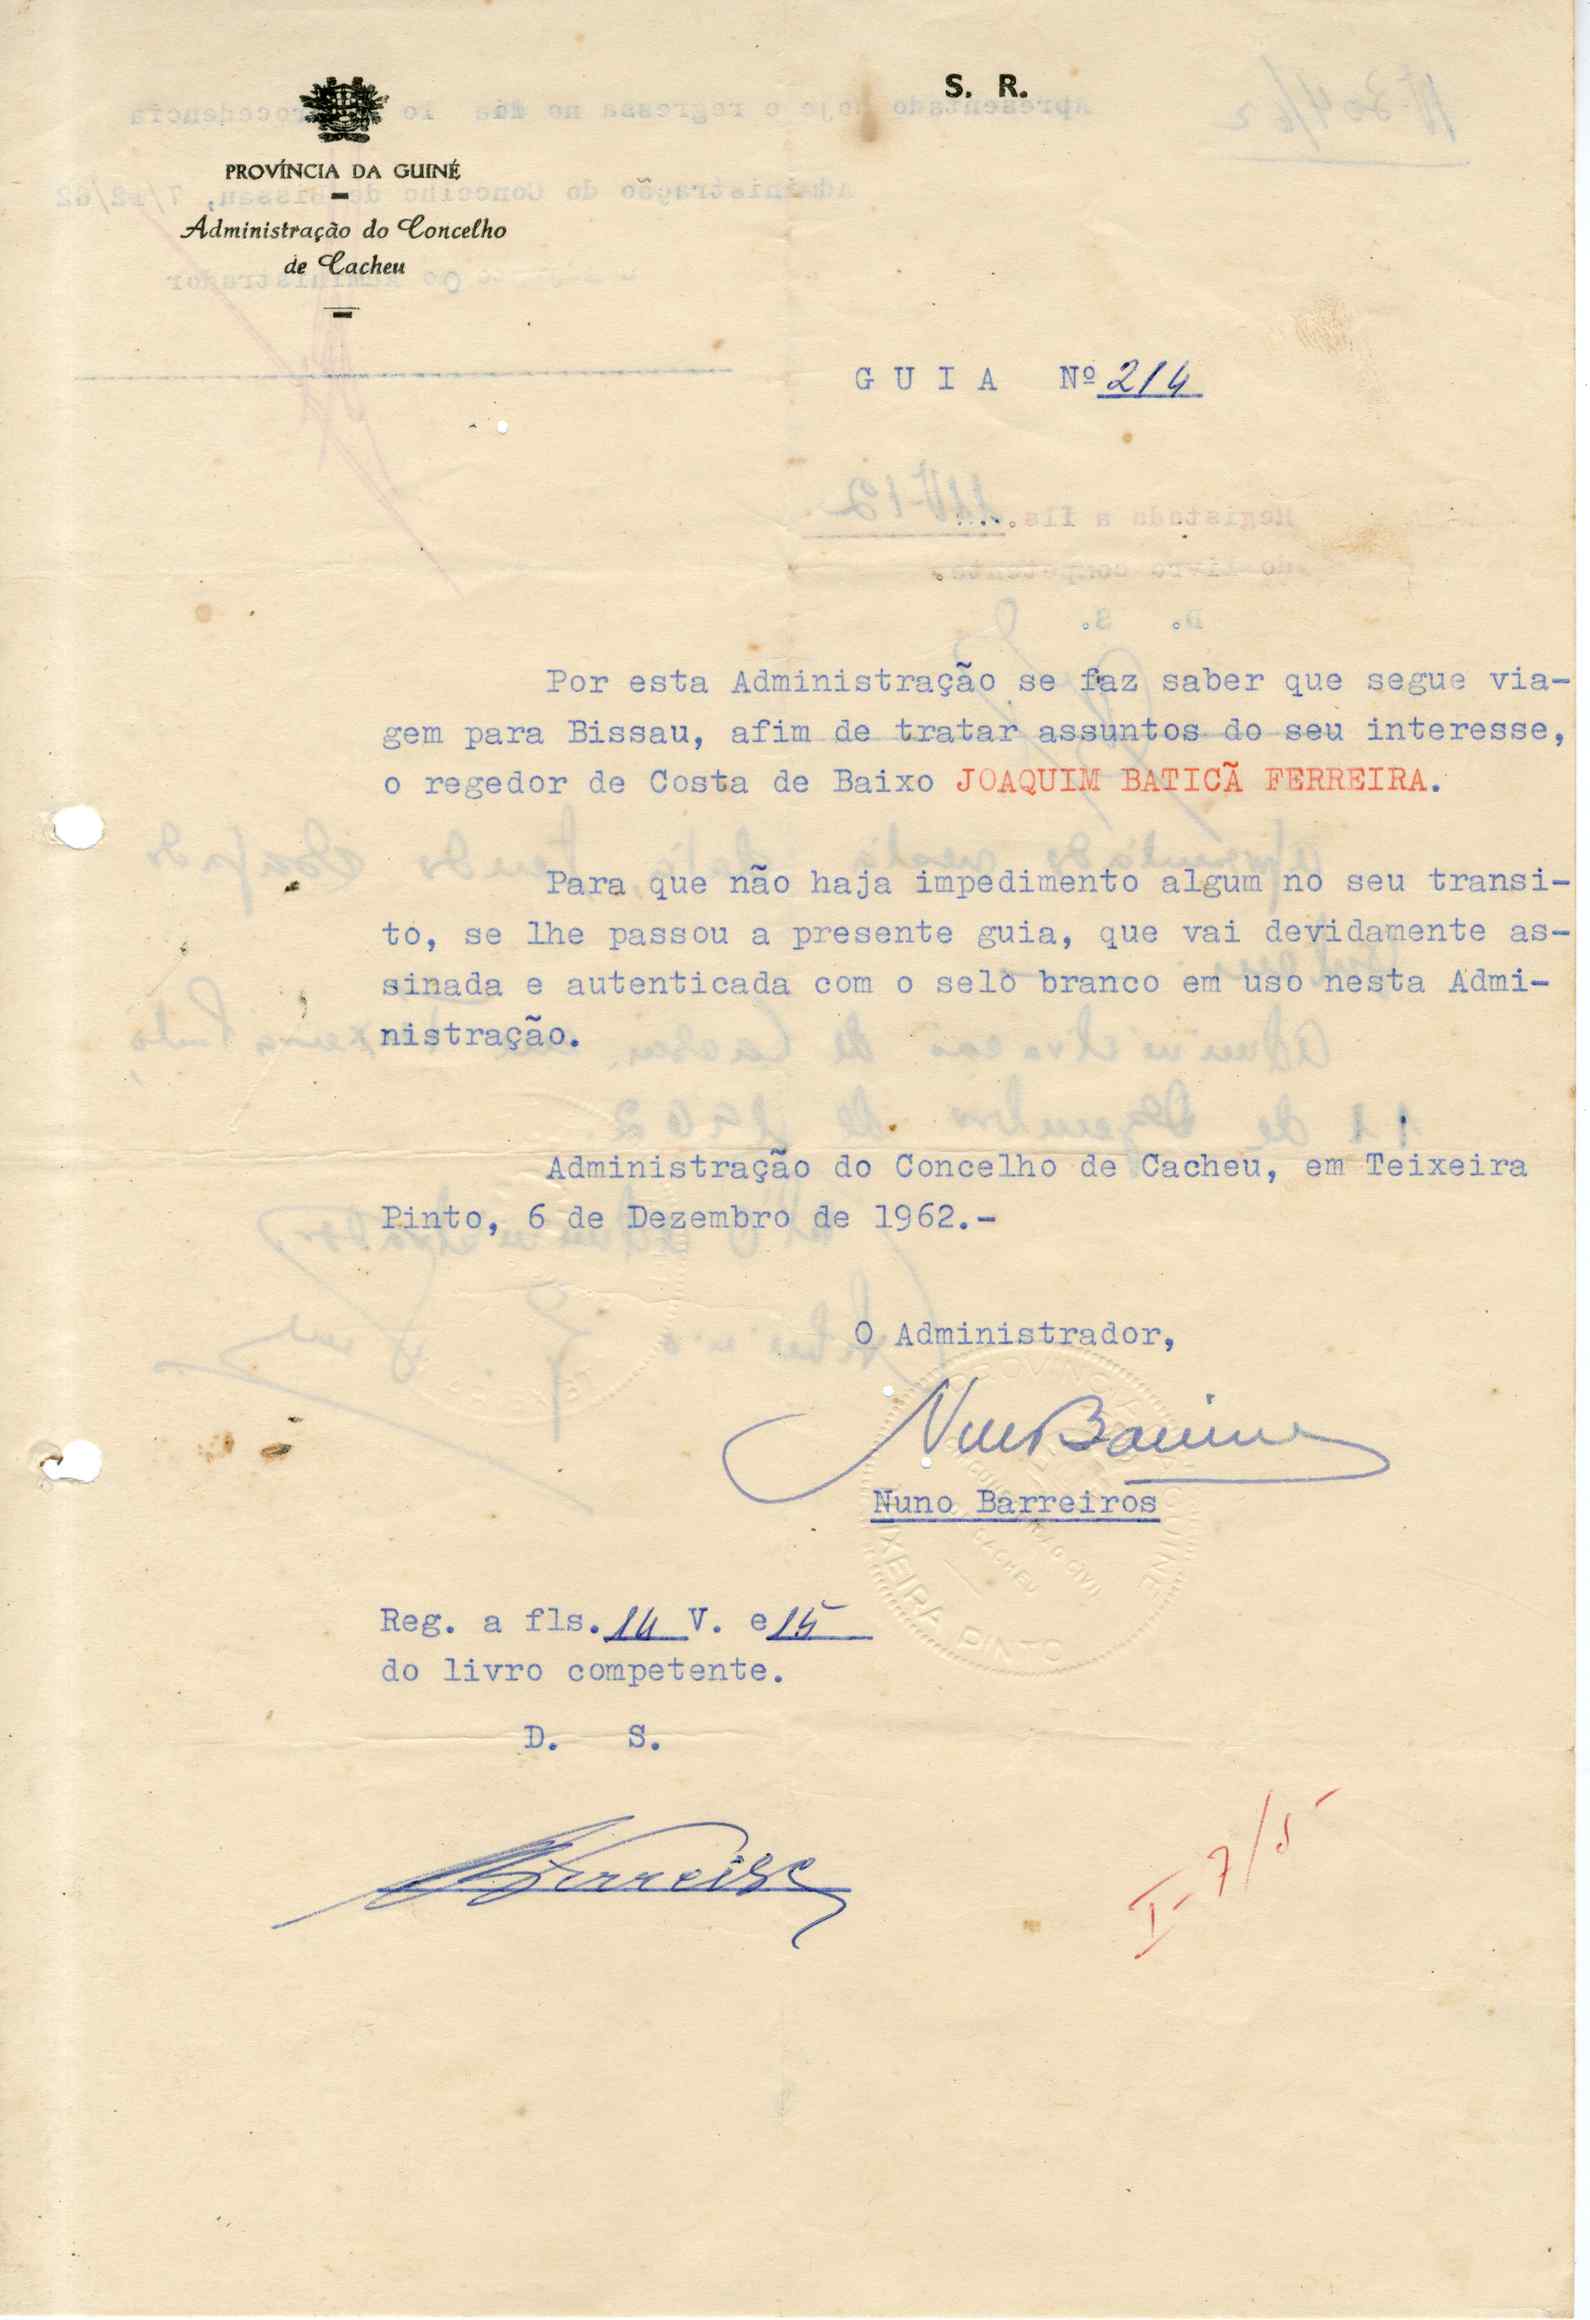 S. R.
PROVÍNCIA DA GUINÉ
Administração do Concelho
de Cacheu
GUIA Nº 214
Por esta Administração se faz saber que segue via-
gem para Bissau, afim de tratar assuntos do seu interesse,
o regedor de Costa de Baixo JOAQUIM BATICÃ FERREIRA.
Para que não haja impedimento algum no seu transi-
to, se lhe passou a presente guia, que vai devidamente as-
sinada e autenticada com o selo branco em uso nesta Admi-
nistração.
Administração do Concelho de Cacheu, em Teixeira
Pinto, 6 de Dezembro de 1962.-
O Administrador,
Nuno Barreiros
Nuno Barreiros
Reg. a fls. 14 V. e 15
do livro competente.
D. S.
Ferreira
I-7/5